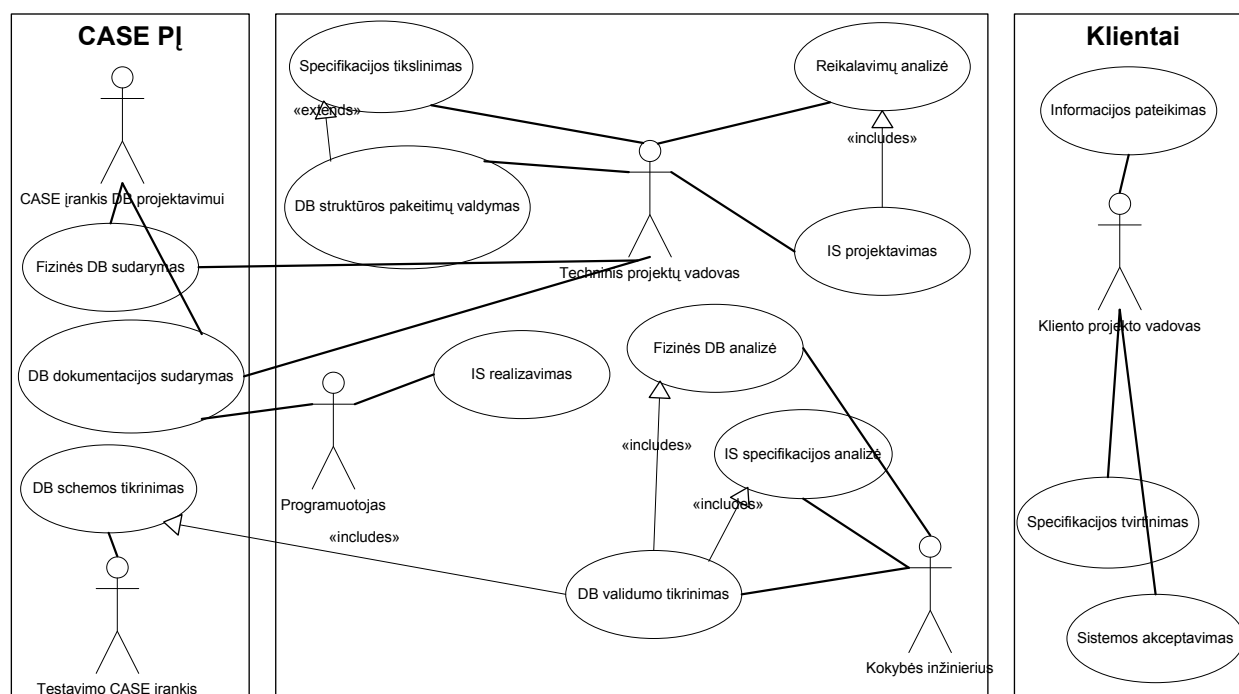 CASE PĮ
Klientai
Specifikacijos tikslinimas
Reikalavimų analizė
Informacijos pateikimas
«extends»
«includes»
CASE įrankis DB projektavimui
DB struktūros pakeitimų valdymas
IS projektavimas
Fizinės DB sudarymas
Techninis projektų vadovas
Kliento projekto vadovas
Fizinės DB analizė
DB dokumentacijos sudarymas
IS realizavimas
«includes»
IS specifikacijos analizė
DB schemos tikrinimas
Programuotojas
«includes»
Specifikacijos tvirtinimas
«includes»
DB validumo tikrinimas
Sistemos akceptavimas
Kokybės inžinierius
Testavimo CASE įrankis